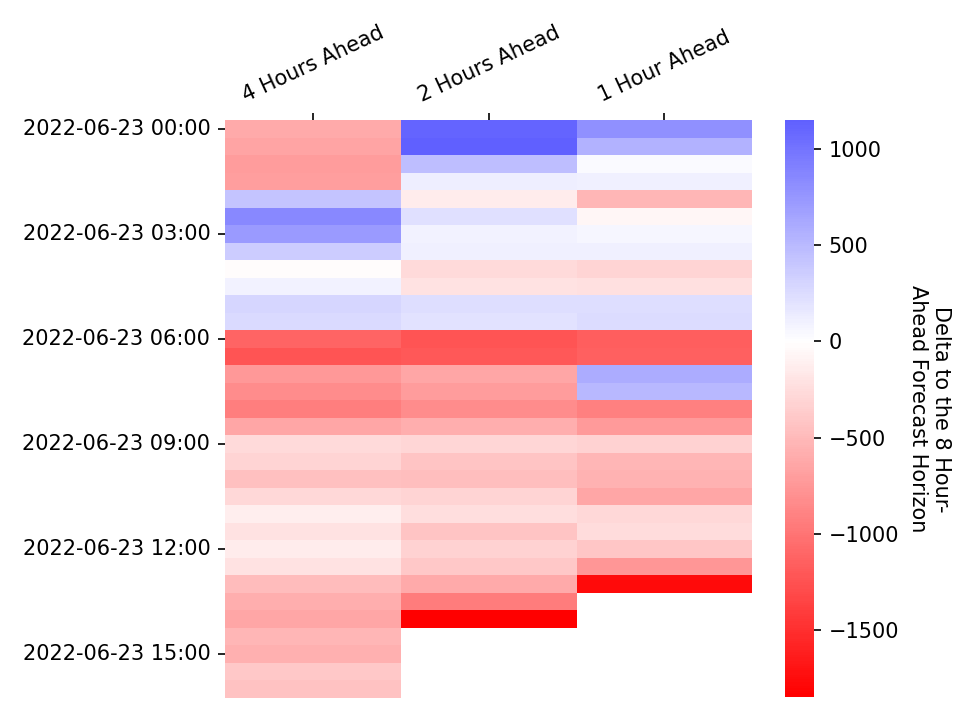 4 Hours Ahead
2 Hours Ahead
1 Hour Ahead
2022-06-23 00:00
2022-06-23 03:00
2022-06-23 06:00
2022-06-23 09:00
2022-06-23 12:00
2022-06-23 15:00
1000
500
0
−500
−1000
−1500
Delta to the 8 Hour-
Ahead Forecast Horizon